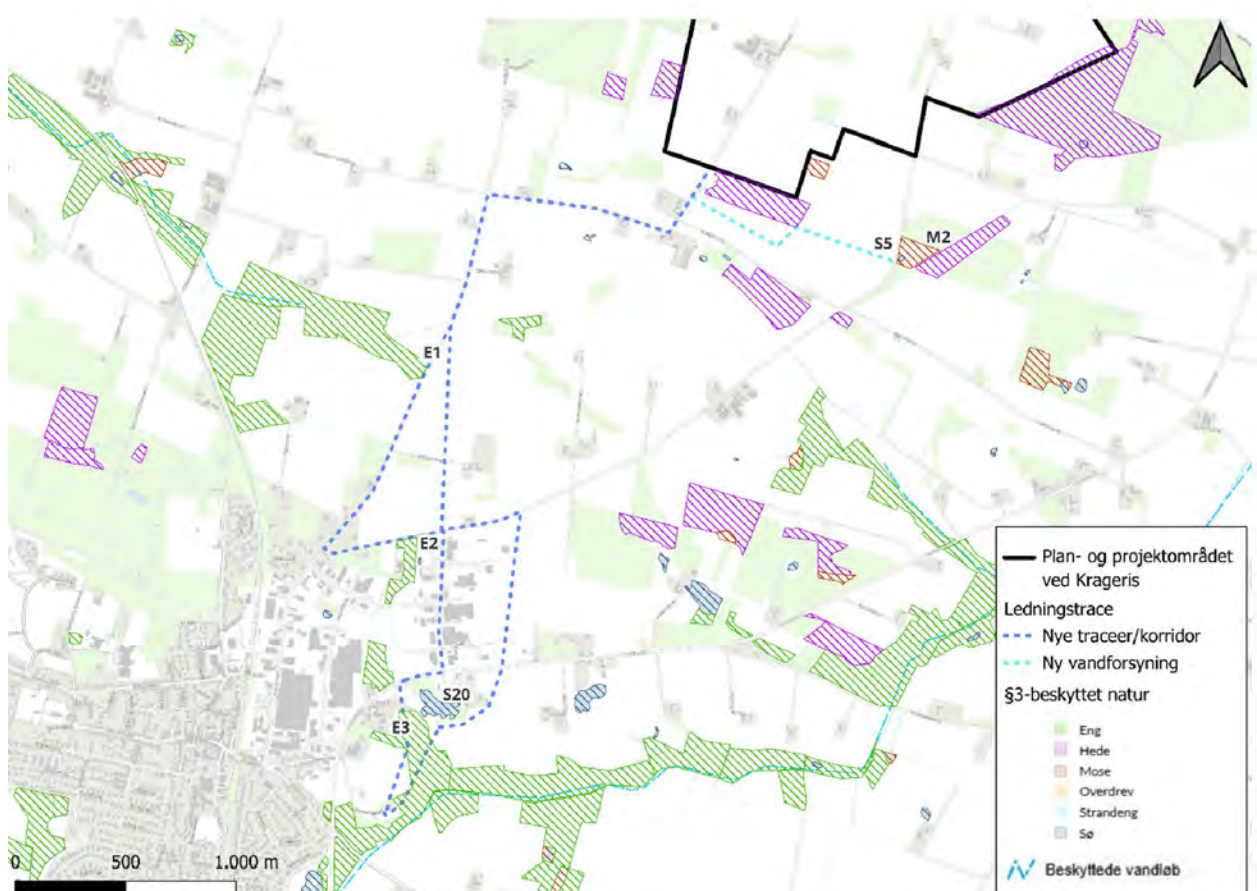 S5
M2
E1
E2
S20
E3
0
500
1.000 m
Plan- og projektområdet
ved Krageris
Ledningstrace
Nye traceer/korridor
Ny vandforsyning
§3-beskyttet natur
Eng
Hede
Mose
Overdrev
Strandeng
Sø
Beskyttede vandløb